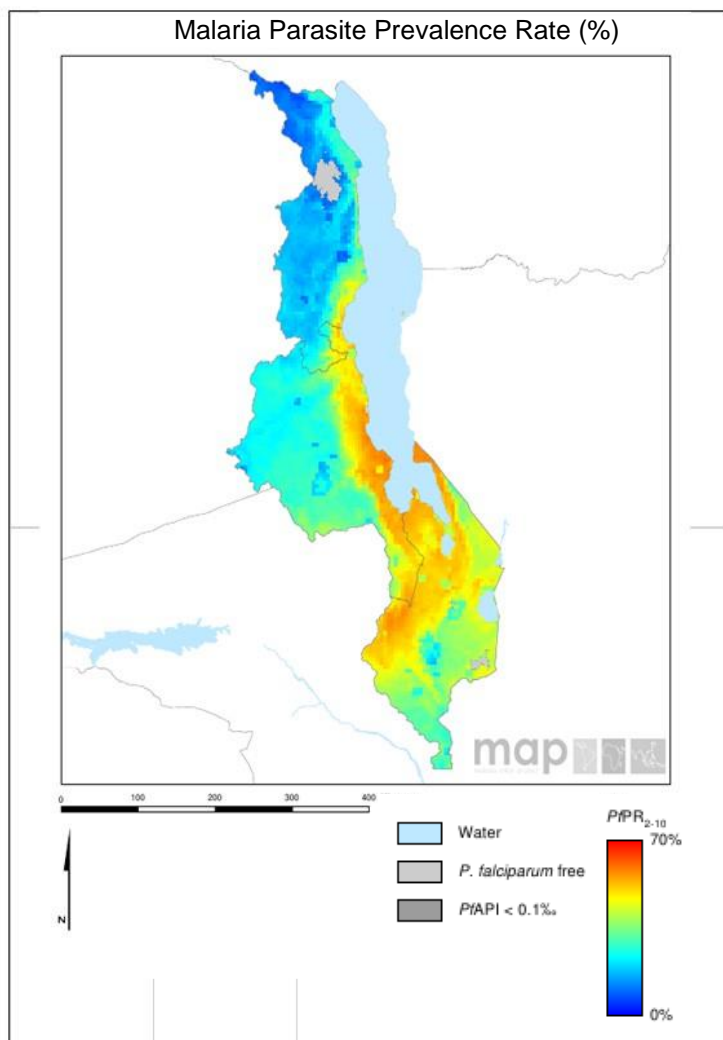 Malaria Parasite Prevalence Rate (%)
map
0 100 200 300 400
N
Water
P. falciparum free
PfAPI < 0.1‰
PfPR2-10
70%
0%